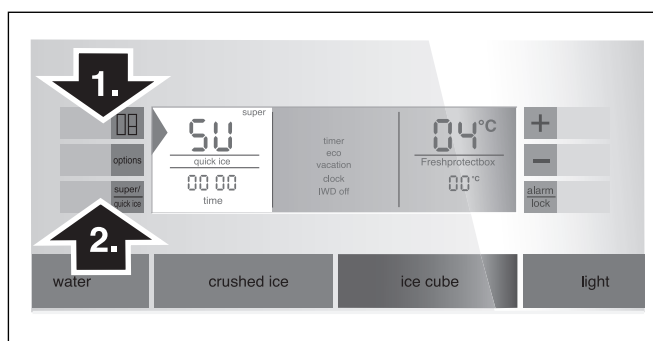 1.
super
SU
quick ice
00 00
time
timer
eco
vacation
clock
IWD off
04°C
Freshprotectbox
00°C
options
super/
quick ice
+
−
alarm
lock
2.
water
crushed ice
ice cube
light